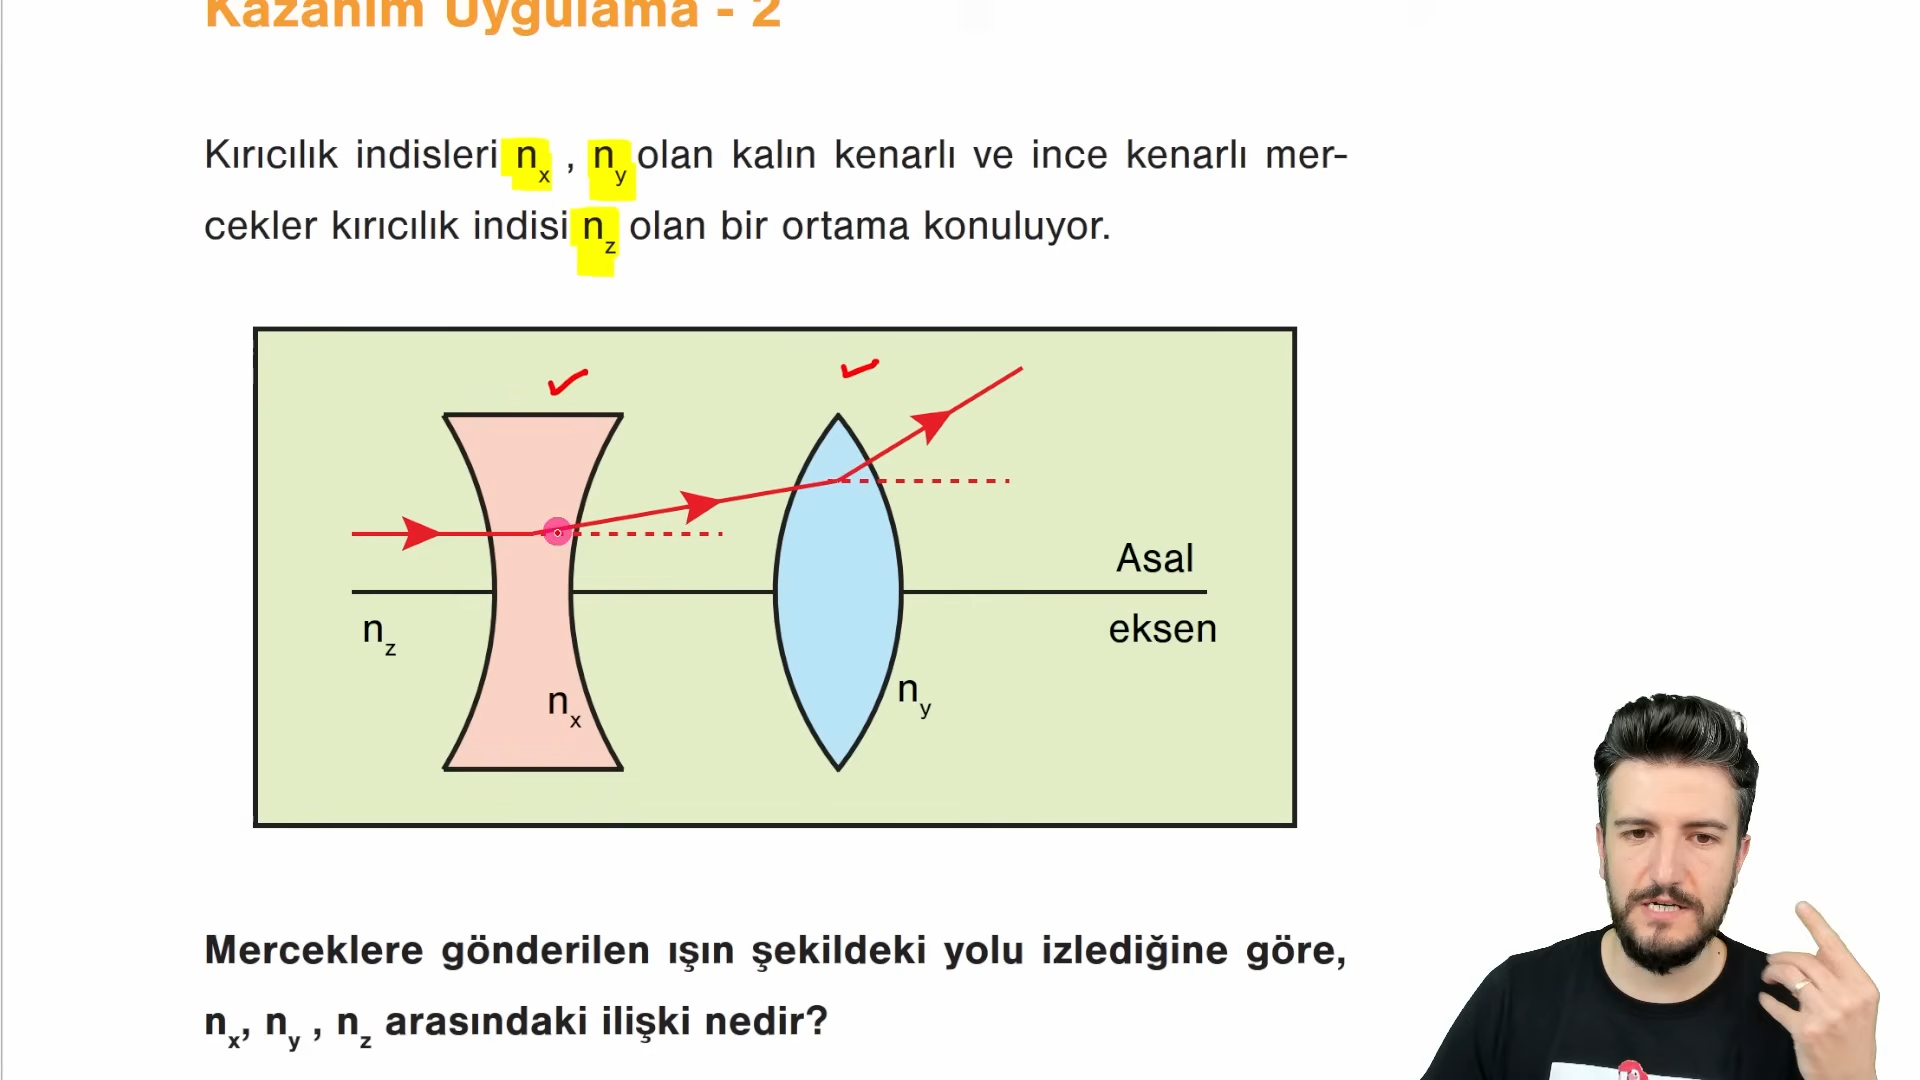 Kazanım Uygulama - 2
Kırıcılık indisleri nx , ny olan kalın kenarlı ve ince kenarlı mer-
cekler kırıcılık indisi nz olan bir ortama konuluyor.
Asal
eksen
nz
nx
ny
Merceklere gönderilen ışın şekildeki yolu izlediğine göre,
nx, ny , nz arasındaki ilişki nedir?